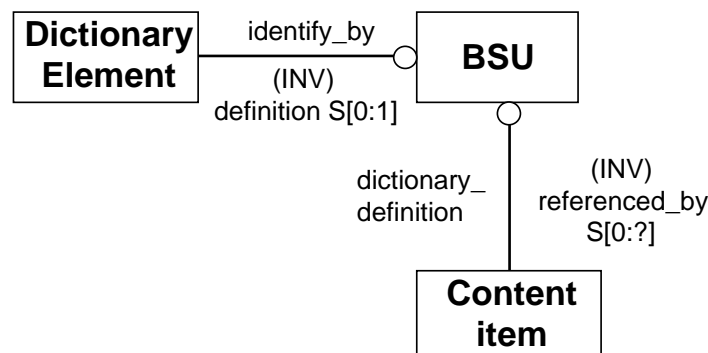 Dictionary
Element
identify_by
(INV)
definition S[0:1]
BSU
dictionary_
definition
(INV)
referenced_by
S[0:?]
Content
item